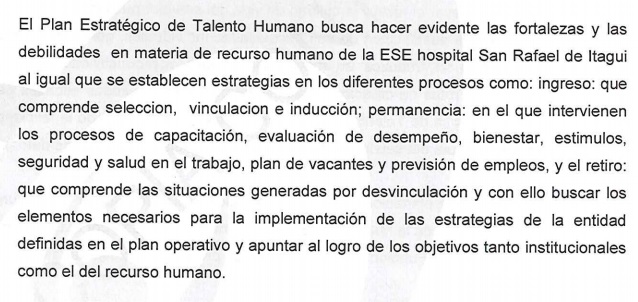 El Plan Estratégico de Talento Humano busca hacer evidente las fortalezas y las
debilidades en materia de recurso humano de la ESE hospital San Rafael de Itagui
al igual que se establecen estrategias en los diferentes procesos como: ingreso: que
comprende seleccion, vinculacion e inducción; permanencia: en el que intervienen
los procesos de capacitación, evaluación de desempeño, bienestar, estimulos,
seguridad y salud en el trabajo, plan de vacantes y previsión de empleos, y el retiro:
que comprende las situaciones generadas por desvinculación y con ello buscar los
elementos necesarios para la implementación de las estrategias de la entidad
definidas en el plan operativo y apuntar al logro de los objetivos tanto institucionales
como el del recurso humano.